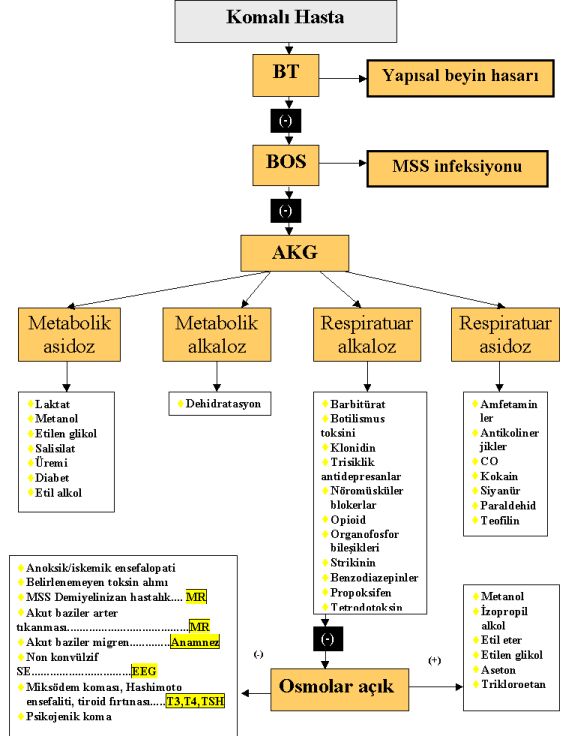 Komalı Hasta
BT
Yapısal beyin hasarı
(-)
BOS
MSS infeksiyonu
(-)
AKG
Metabolik
asidoz
Metabolik
alkaloz
Respiratuar
alkaloz
Respiratuar
asidoz
Laktat
Metanol
Etilen glikol
Salisilat
Üremi
Diabet
Etil alkol
Dehidratasyon
Barbitürat
Botilismus
toksini
Klonidin
Trisiklik
antidepresanlar
Nöromüsküler
blokerlar
Opioid
Organofosfor
bileşikleri
Strikinin
Benzodiazepinler
Propoksifen
Tetrodotoksin
Amfetamin
ler
Antikoliner
jikler
CO
Kokain
Siyanür
Paraldehid
Teofilin
Anoksik/iskemik ensefalopati
Belirlenemeyen toksin alımı
MSS Demiyelinizan hastalık.... MR
Akut baziler arter
tıkanması.......................................MR
Akut baziler migren.............Anamnez
Non konvülzif
SE..........................EEG
Miksödem koması, Hashimoto
ensefaliti, tiroid fırtınası.....T3,T4,TSH
Psikojenik koma
(-)
(-)
Osmolar açık
(+)
Metanol
İzopropil
alkol
Etil eter
Etilen glikol
Aseton
Trikloroetan